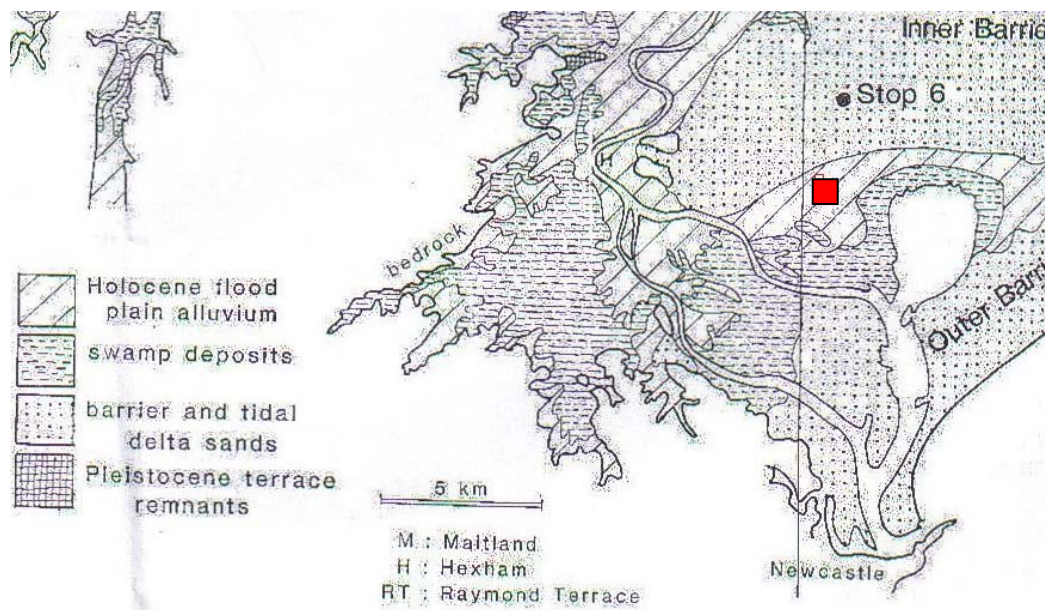 Inner Barrie
Stop 6
H
bedrock
Outer Barri
Holocene flood
plain alluvium
swamp deposits
barrier and tidal
delta sands
Pleistocene terrace
remnants
5 km
M : Maitland
H : Hexham
RT : Raymond Terrace
Newcastle